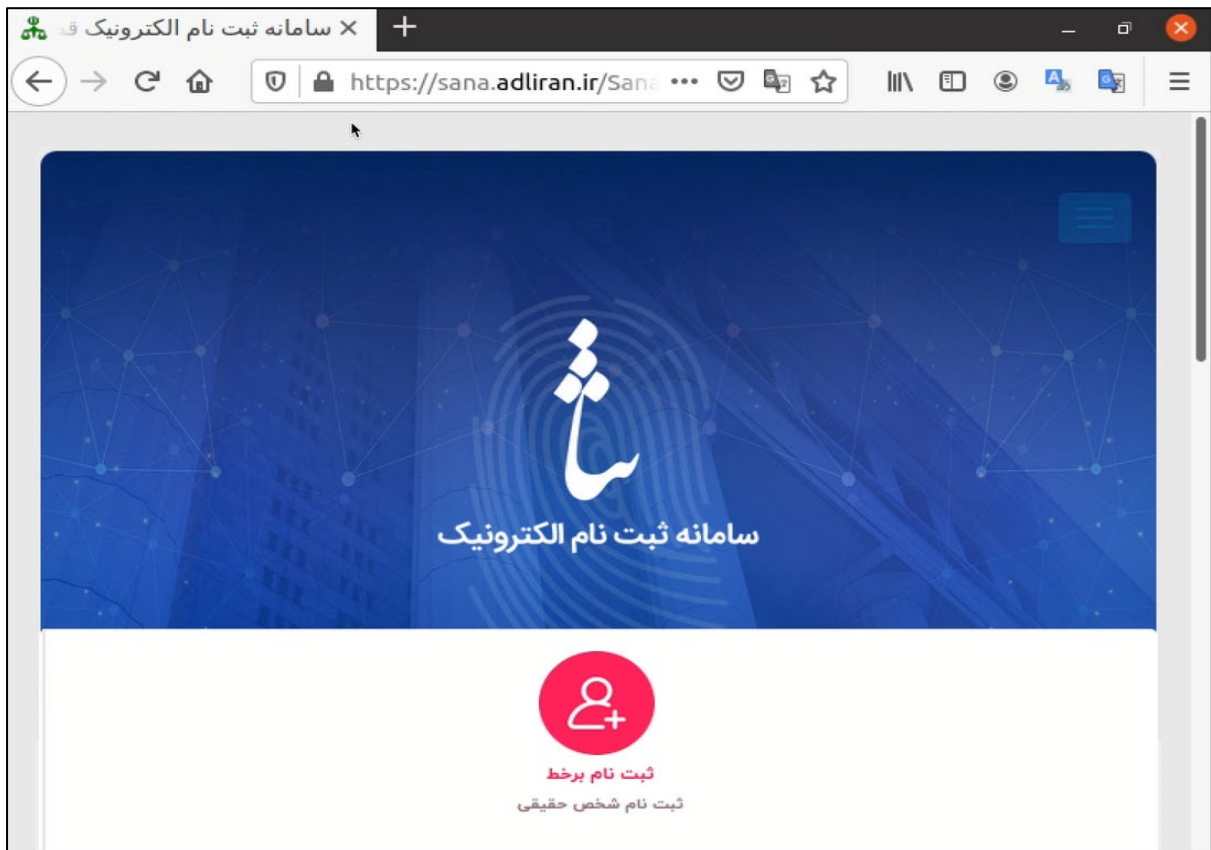 سامانه ثبت نام الکترونیک ق
https://sana.adliran.ir/Sana
ثنا
سامانه ثبت نام الکترونیک
ثبت نام برخط
ثبت نام شخص حقیقی